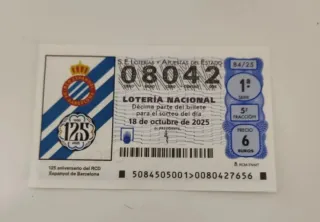 S.E. LOTERÍAS Y APUESTAS DEL ESTADO
84/25
08042
1ª
SERIE
LOTERÍA NACIONAL
Décima parte del billete
para el sorteo del día
18 de octubre de 2025
5ª
FRACCIÓN
PRECIO
6
EUROS
125
125 aniversario del RCD
Espanyol de Barcelona
5084505001>0080427656